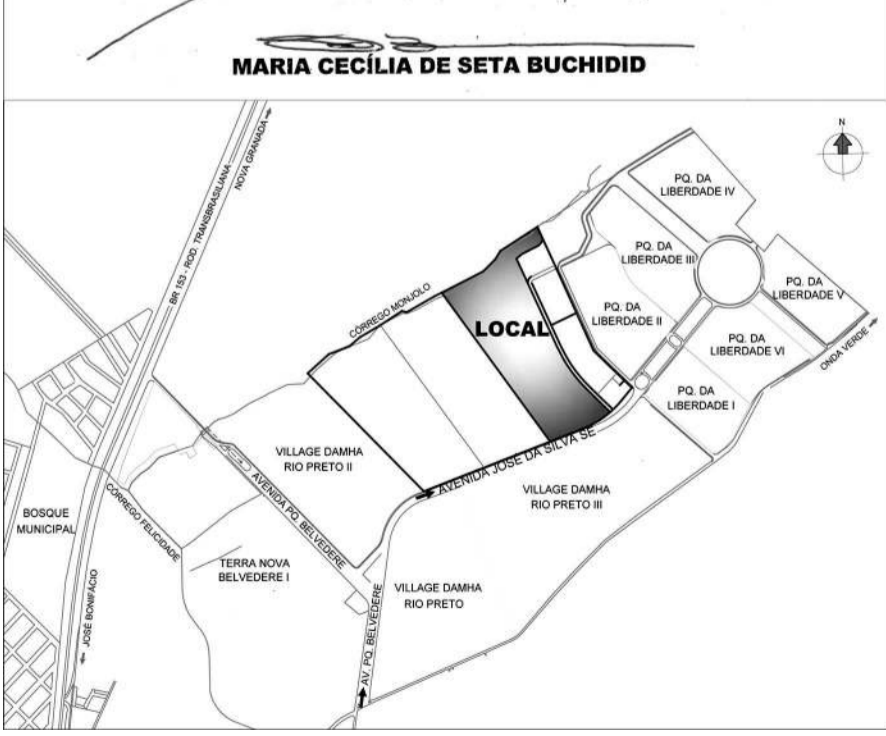 MARIA CECÍLIA DE SETA BUCHIDID
N
BR 153 - ROD. TRANSBRASILIANA
NOVA GRANADA
PQ. DA
LIBERDADE IV
PQ. DA
LIBERDADE III
PQ. DA
LIBERDADE V
CÓRREGO MONJOLO
LOCAL
PQ. DA
LIBERDADE II
PQ. DA
LIBERDADE VI
ONDA VERDE
PQ. DA
LIBERDADE I
VILLAGE DAMHA
RIO PRETO II
AVENIDA JOSÉ DA SILVA SÉ
VILLAGE DAMHA
RIO PRETO III
AVENIDA PQ. BELVEDERE
BOSQUE
MUNICIPAL
CÓRREGO FELICIDADE
TERRA NOVA
BELVEDERE I
VILLAGE DAMHA
RIO PRETO
JOSÉ BONIFÁCIO
AV. PQ. BELVEDERE